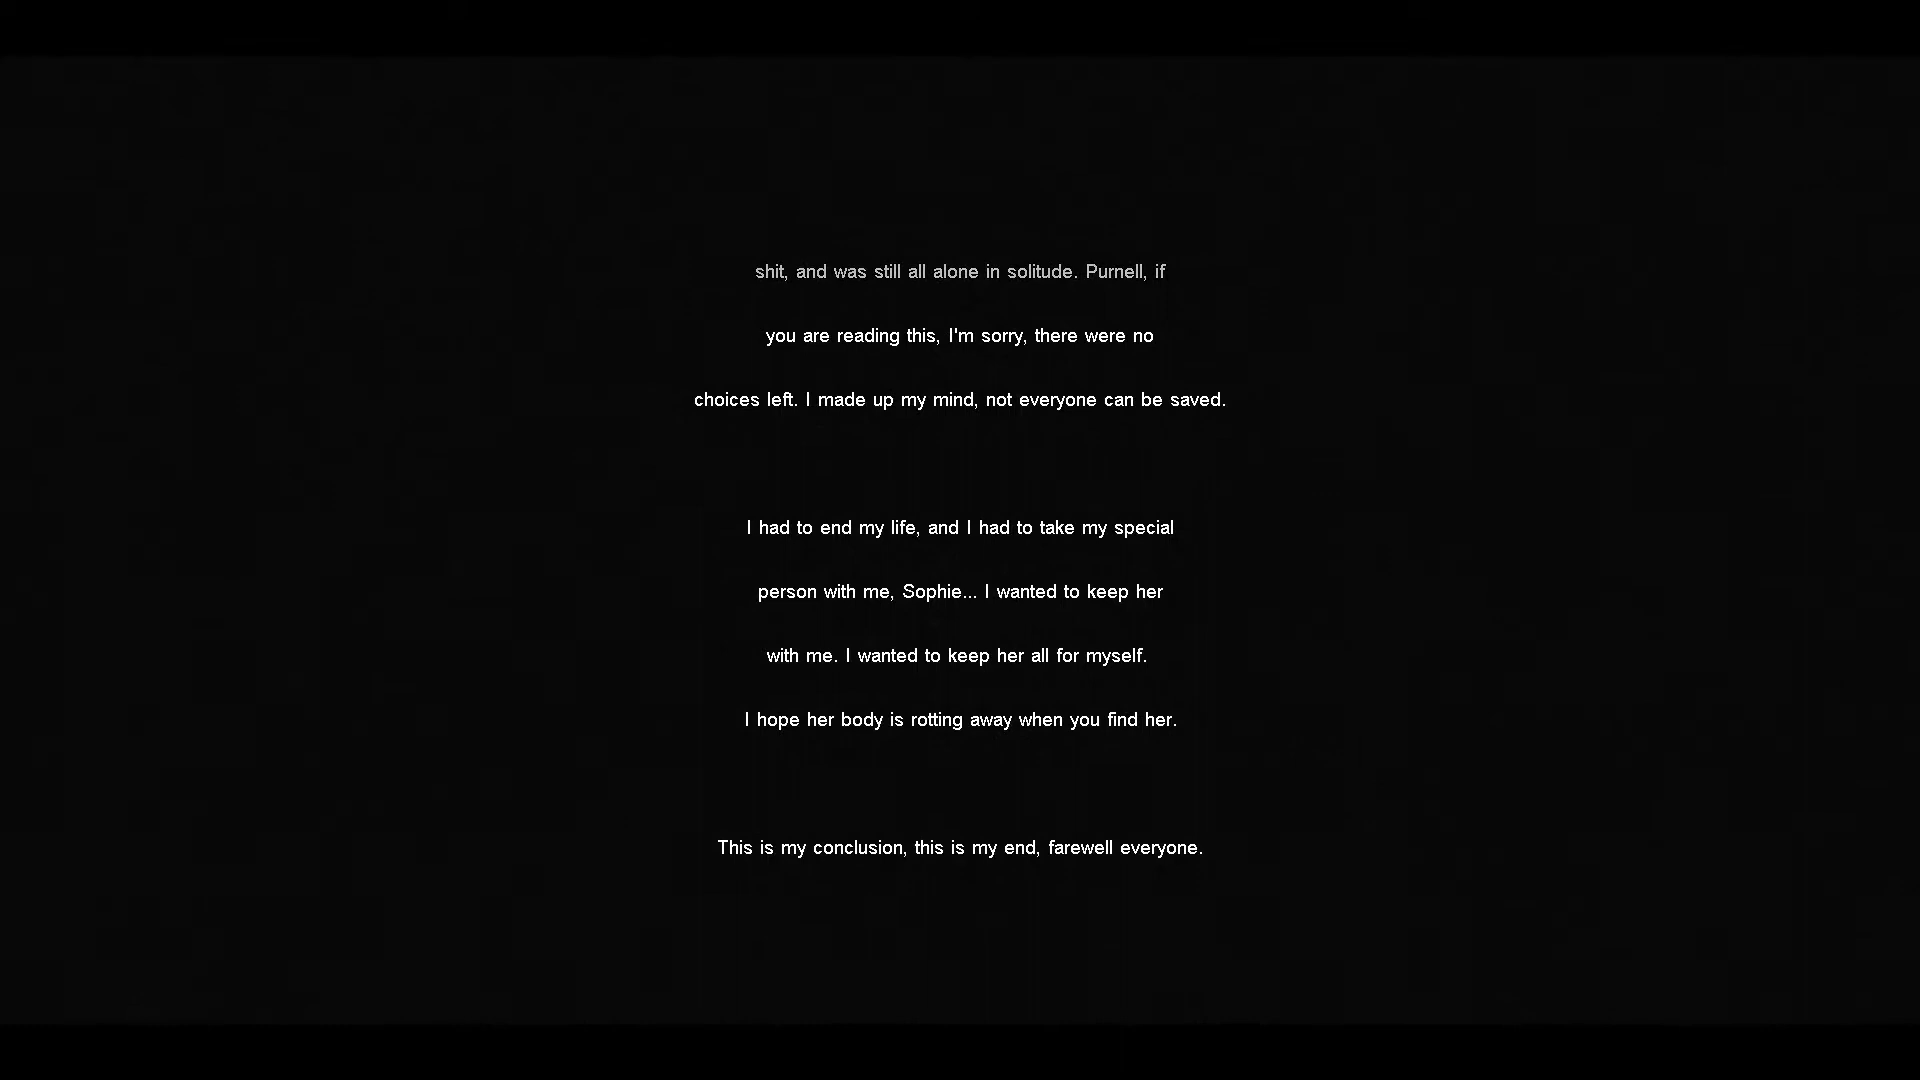 shit, and was still all alone in solitude. Purnell, if
you are reading this, I'm sorry, there were no
choices left. I made up my mind, not everyone can be saved.
I had to end my life, and I had to take my special
person with me, Sophie... I wanted to keep her
with me. I wanted to keep her all for myself.
I hope her body is rotting away when you find her.
This is my conclusion, this is my end, farewell everyone.